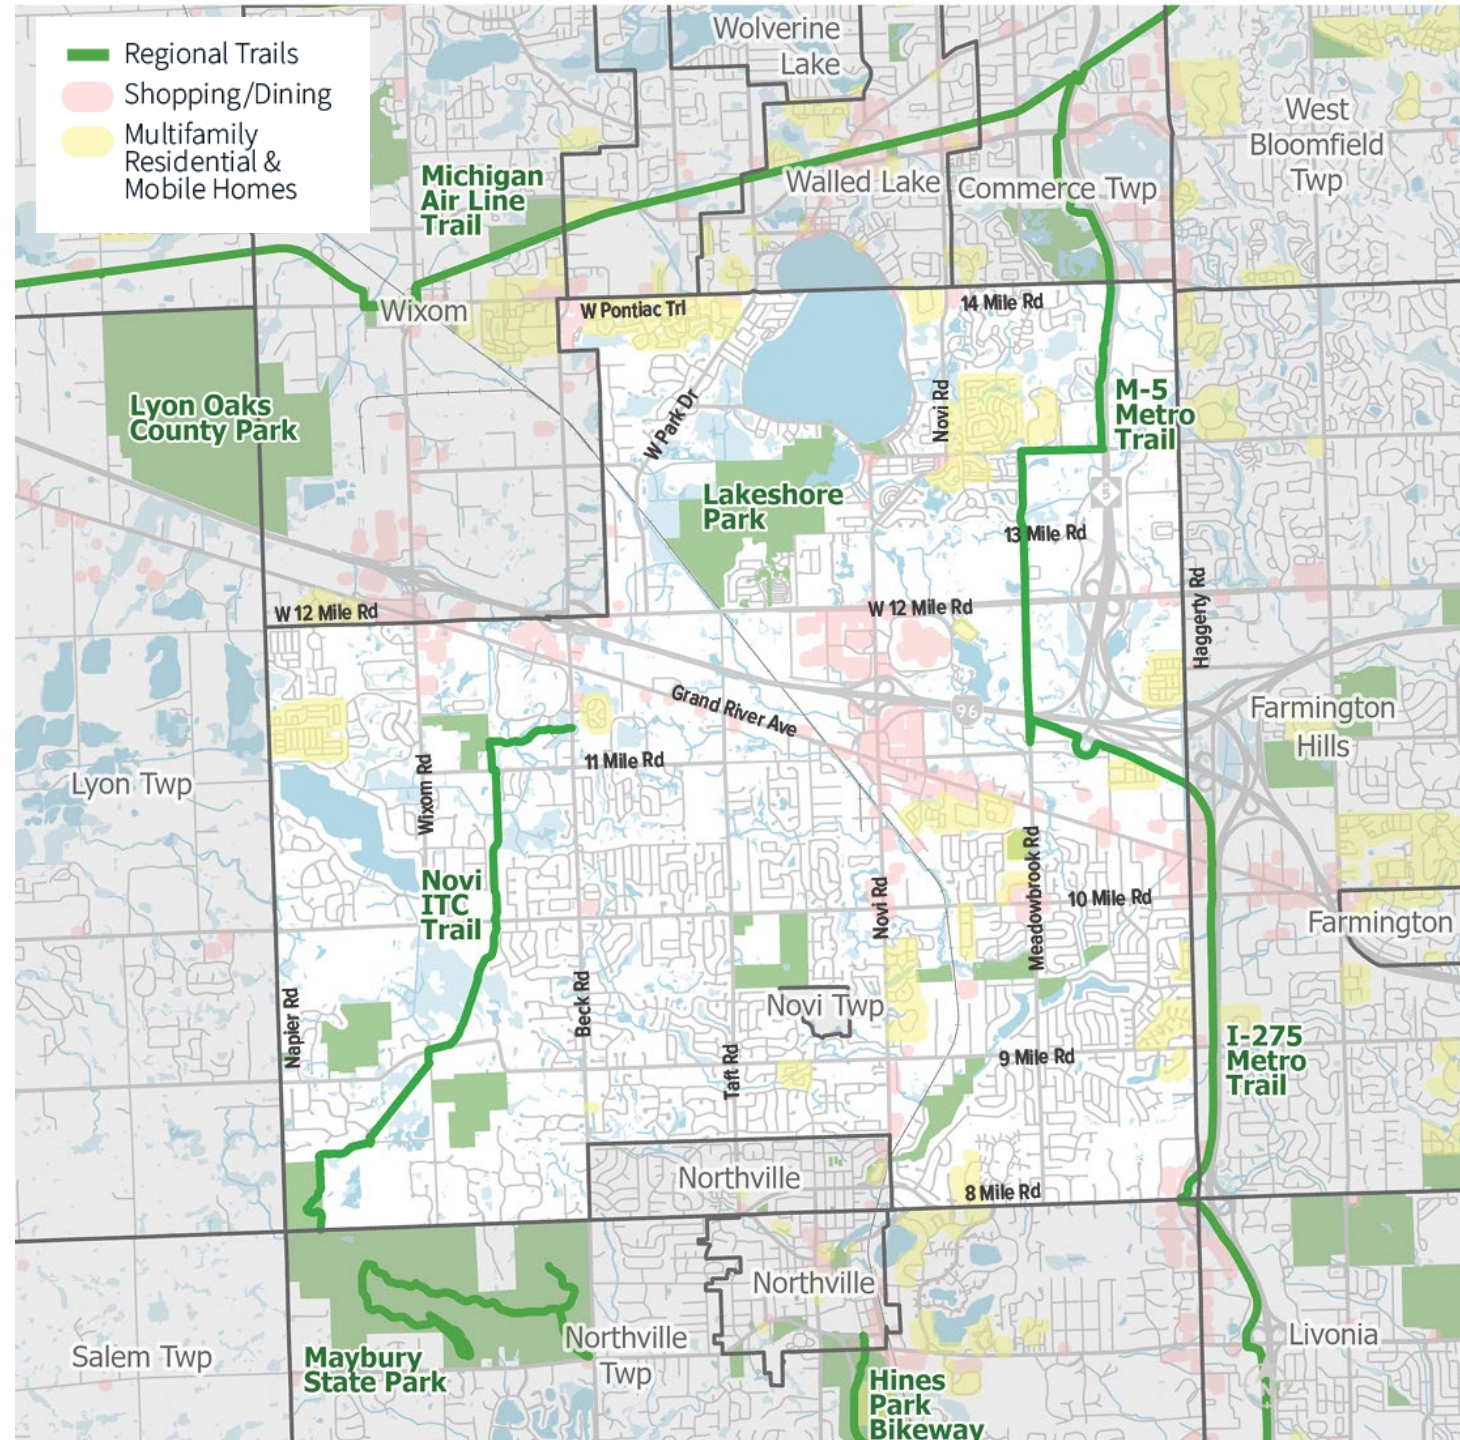 Regional Trails
Shopping/Dining
Multifamily
Residential &
Mobile Homes
Wolverine
Lake
West
Bloomfield
Twp
Michigan
Air Line
Trail
Walled Lake
Commerce Twp
Wixom
W Pontiac Trl
14 Mile Rd
Lyon Oaks
County Park
W Park Dr
Novi Rd
M-5
Metro
Trail
Lakeshore
Park
5
13 Mile Rd
W 12 Mile Rd
W 12 Mile Rd
Haggerty Rd
Grand River Ave
96
Farmington
Hills
Lyon Twp
Wixom Rd
11 Mile Rd
Novi
ITC
Trail
Novi Rd
Meadowbrook Rd
10 Mile Rd
Farmington
Napier Rd
Beck Rd
Novi Twp
Taft Rd
9 Mile Rd
I-275
Metro
Trail
Northville
8 Mile Rd
Northville
Livonia
Salem Twp
Maybury
State Park
Northville
Twp
Hines
Park
Bikeway